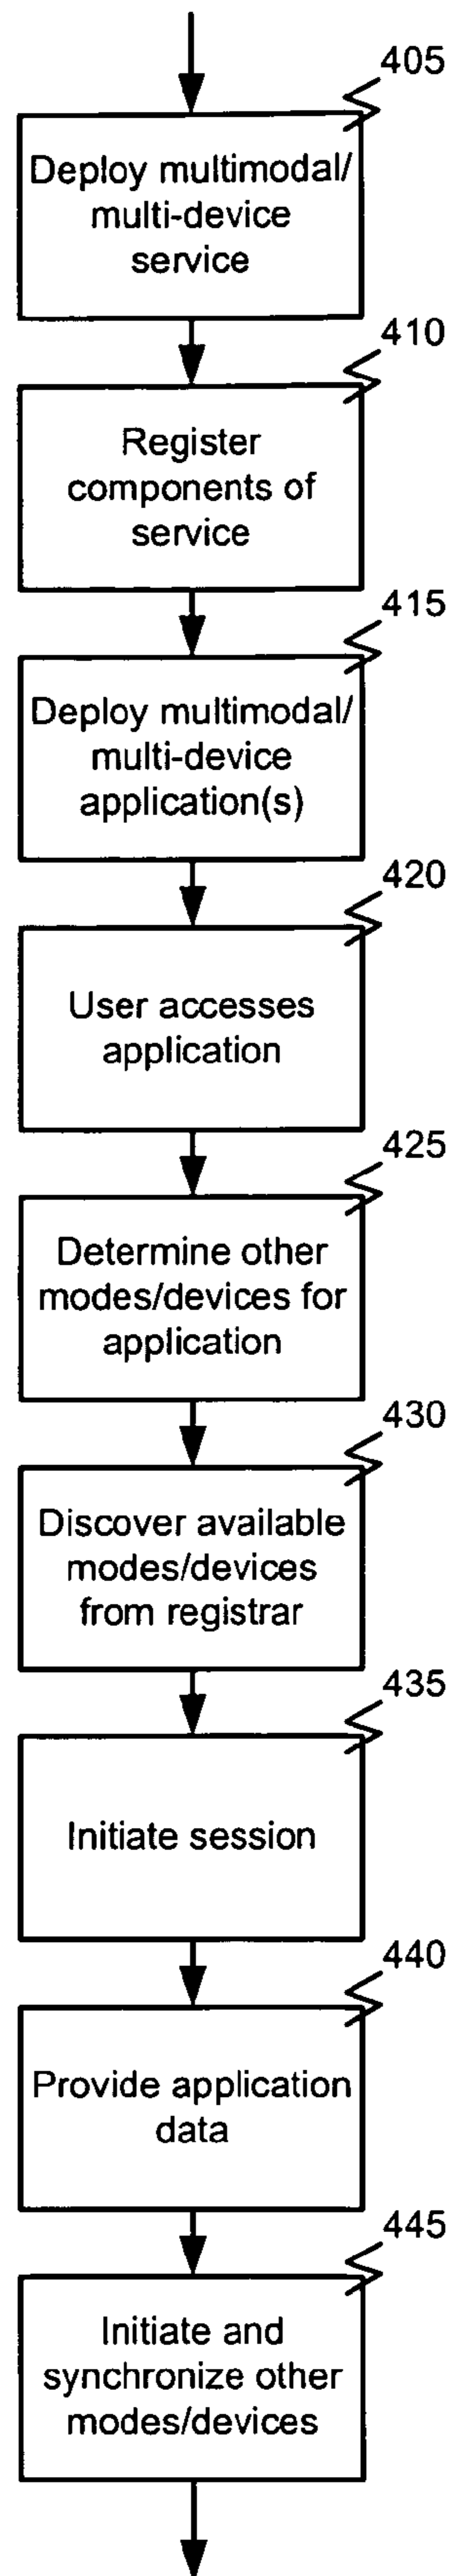 405
Deploy multimodal/
multi-device
service
410
Register
components of
service
415
Deploy multimodal/
multi-device
application(s)
420
User accesses
application
425
Determine other
modes/devices for
application
430
Discover available
modes/devices
from registrar
435
Initiate session
440
Provide application
data
445
Initiate and
synchronize other
modes/devices